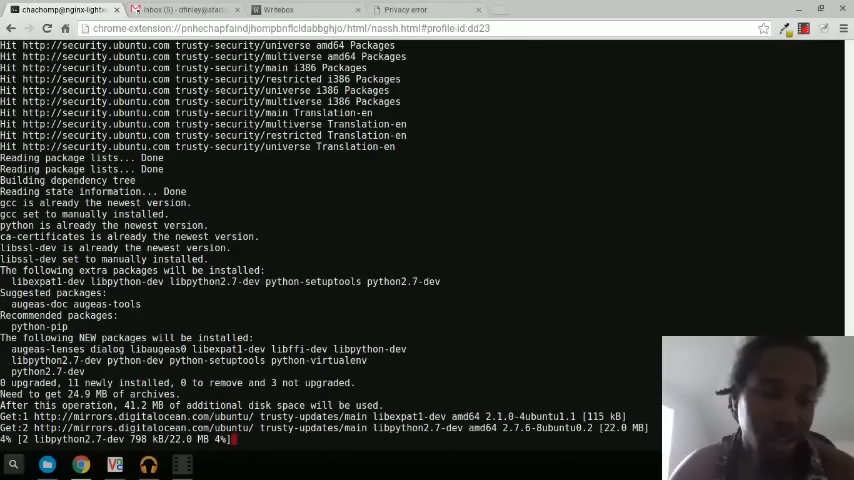 chachomp@nginx-lightw
Inbox (5) - dfinley@starri
Writebox
Privacy error
chrome-extension://pnhechapfaindjhompbnflcldabbghjo/html/nassh.html#profile-id:dd23
Hit http://security.ubuntu.com trusty-security/universe amd64 Packages
Hit http://security.ubuntu.com trusty-security/multiverse amd64 Packages
Hit http://security.ubuntu.com trusty-security/main i386 Packages
Hit http://security.ubuntu.com trusty-security/restricted i386 Packages
Hit http://security.ubuntu.com trusty-security/universe i386 Packages
Hit http://security.ubuntu.com trusty-security/multiverse i386 Packages
Hit http://security.ubuntu.com trusty-security/main Translation-en
Hit http://security.ubuntu.com trusty-security/multiverse Translation-en
Hit http://security.ubuntu.com trusty-security/restricted Translation-en
Hit http://security.ubuntu.com trusty-security/universe Translation-en
Reading package lists... Done
Reading package lists... Done
Building dependency tree
Reading state information... Done
gcc is already the newest version.
gcc set to manually installed.
python is already the newest version.
ca-certificates is already the newest version.
libssl-dev is already the newest version.
libssl-dev set to manually installed.
The following extra packages will be installed:
libexpat1-dev libpython-dev libpython2.7-dev python-setuptools python2.7-dev
Suggested packages:
augeas-doc augeas-tools
Recommended packages:
python-pip
The following NEW packages will be installed:
augeas-lenses dialog libaugeas0 libexpat1-dev libffi-dev libpython-dev
libpython2.7-dev python-dev python-setuptools python-virtualenv
python2.7-dev
0 upgraded, 11 newly installed, 0 to remove and 3 not upgraded.
Need to get 24.9 MB of archives.
After this operation, 41.2 MB of additional disk space will be used.
Get:1 http://mirrors.digitalocean.com/ubuntu/ trusty-updates/main libexpat1-dev amd64 2.1.0-4ubuntu1.1 [115 kB]
Get:2 http://mirrors.digitalocean.com/ubuntu/ trusty-updates/main libpython2.7-dev amd64 2.7.6-8ubuntu0.2 [22.0 MB]
4% [2 libpython2.7-dev 798 kB/22.0 MB 4%]